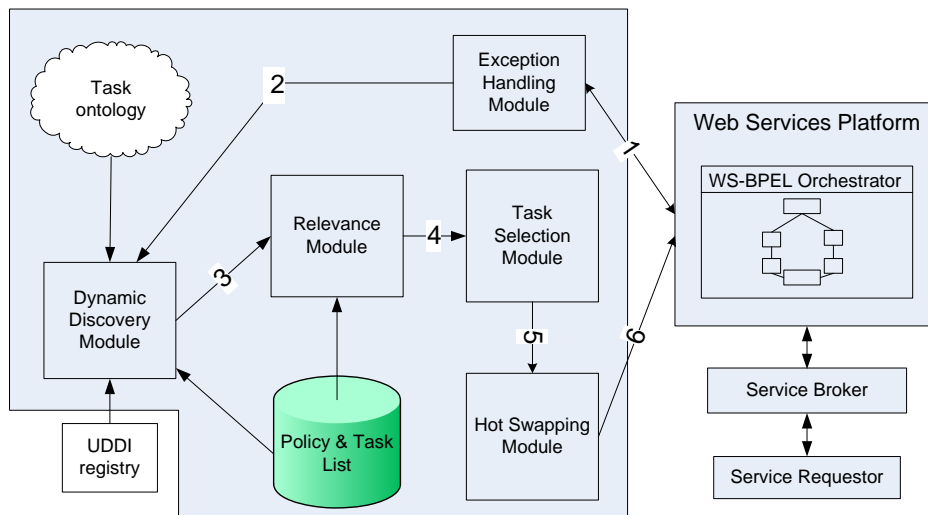 Task
ontology
2
Exception
Handling
Module
1
Web Services Platform
WS-BPEL Orchestrator
Relevance
Module
4
Task
Selection
Module
3
Dynamic
Discovery
Module
5
6
Policy & Task
List
Hot Swapping
Module
UDDI
registry
Service Broker
Service Requestor